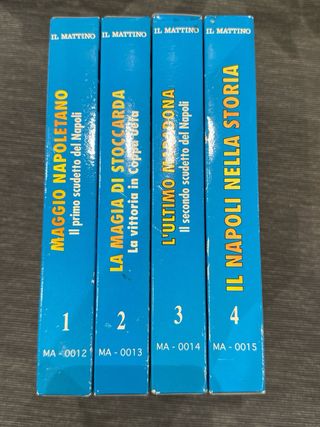 IL MATTINO
MAGGIO NAPOLETANO
Il primo scudetto del Napoli
1
MA - 0012
IL MATTINO
LA MAGIA DI STOCCARDA
La vittoria in Coppa Uefa
2
MA - 0013
IL MATTINO
L'ULTIMO MARADONA
Il secondo scudetto del Napoli
3
MA - 0014
IL MATTINO
IL NAPOLI NELLA STORIA
4
MA - 0015